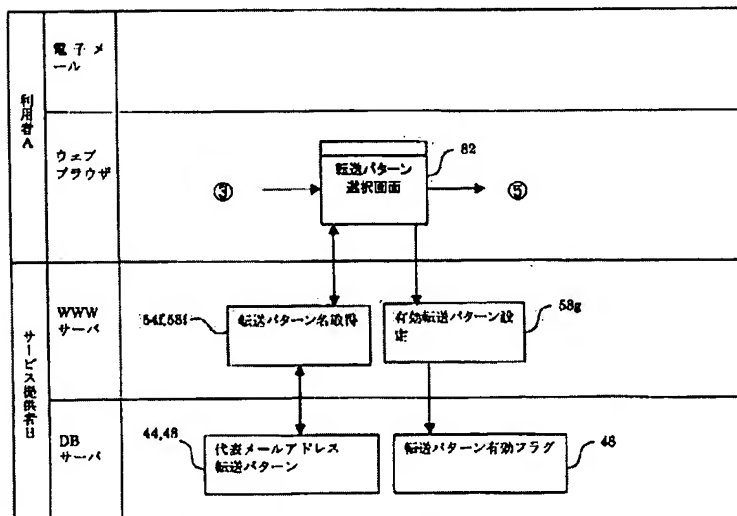 利用者A
電子メ
ール
ウェブ
ブラウザ
③
転送パターン
選択画面
82
⑤
サービス提供者B
WWW
サーバ
54f,58f
転送パターン名取得
有効転送パターン設
定
58g
DB
サーバ
44,48
代表メールアドレス
転送パターン
転送パターン有効フラグ
48